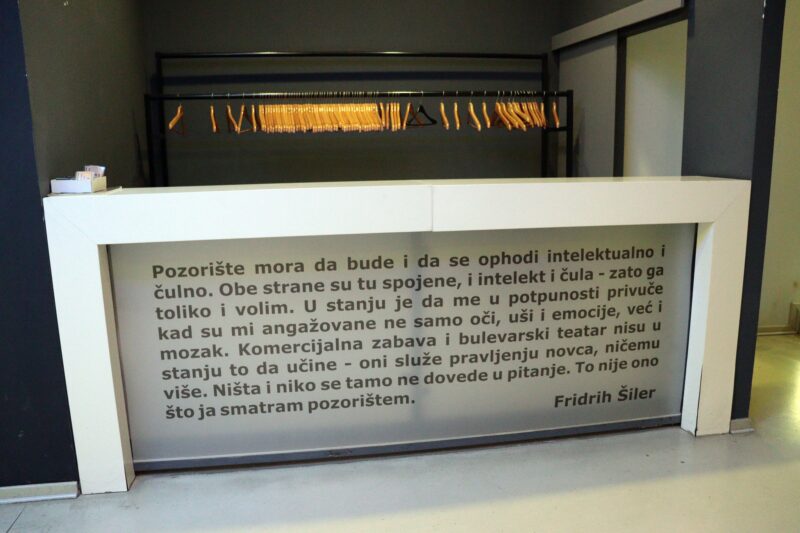 Pozorište mora da bude i da se ophodi intelektualno i
čulno. Obe strane su tu spojene, i intelekt i čula - zato ga
toliko i volim. U stanju je da me u potpunosti privuče
kad su mi angažovane ne samo oči, uši i emocije, već i
mozak. Komercijalna zabava i bulevarski teatar nisu u
stanju to da učine - oni služe pravljenju novca, ničemu
više. Ništa i niko se tamo ne dovede u pitanje. To nije ono
što ja smatram pozorištem.
Fridrih Šiler